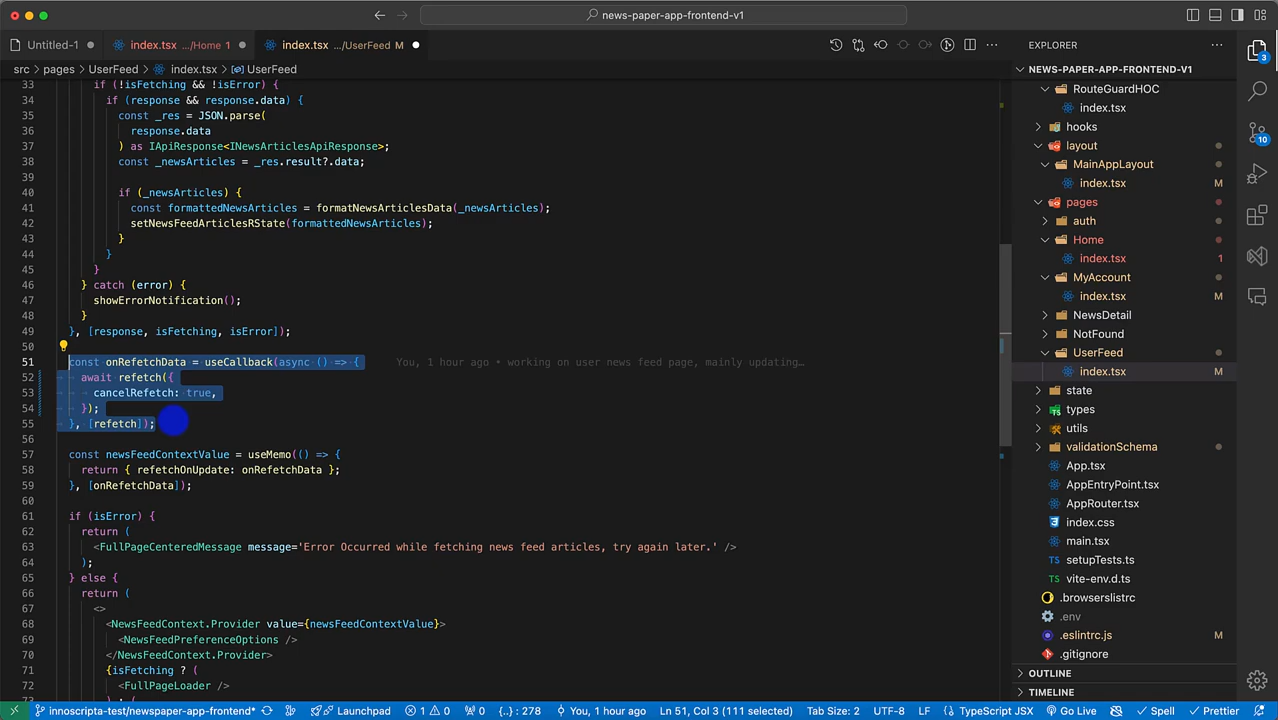 news-paper-app-frontend-v1
Untitled-1
index.tsx .../Home 1
index.tsx .../UserFeed M
src > pages > UserFeed > index.tsx > UserFeed
33 if (!isFetching && !isError) {
34 if (response && response.data) {
35 const _res = JSON.parse(
36 response.data
37 ) as IApiResponse<INewsArticlesApiResponse>;
38 const _newsArticles = _res.result?.data;
39
40 if (_newsArticles) {
41 const formattedNewsArticles = formatNewsArticlesData(_newsArticles);
42 setNewsFeedArticlesRState(formattedNewsArticles);
43 }
44 }
45 }
46 } catch (error) {
47 showErrorNotification();
48 }
49 }, [response, isFetching, isError]);
50
51 const onRefetchData = useCallback(async () => { You, 1 hour ago • working on user news feed page, mainly updating…
52 await refetch({
53 cancelRefetch: true,
54 });
55 }, [refetch]);
56
57 const newsFeedContextValue = useMemo(() => {
58 return { refetchOnUpdate: onRefetchData };
59 }, [onRefetchData]);
60
61 if (isError) {
62 return (
63 <FullPageCenteredMessage message='Error Occurred while fetching news feed articles, try again later.' />
64 );
65 } else {
66 return (
67 <>
68 <NewsFeedContext.Provider value={newsFeedContextValue}>
69 <NewsFeedPreferenceOptions />
70 </NewsFeedContext.Provider>
71 {isFetching ? (
72 <FullPageLoader />
73 ) : (
EXPLORER
NEWS-PAPER-APP-FRONTEND-V1
RouteGuardHOC
index.tsx
hooks
layout
MainAppLayout
index.tsx M
pages
auth
Home
index.tsx 1
MyAccount
index.tsx M
NewsDetail
NotFound
UserFeed
index.tsx M
state
types
utils
validationSchema
App.tsx
AppEntryPoint.tsx
AppRouter.tsx
index.css
main.tsx
TS setupTests.ts
TS vite-env.d.ts
.browserslistrc
.env
.eslintrc.js M
.gitignore
OUTLINE
TIMELINE
3
10
innoscripta-test/newspaper-app-frontend* Launchpad 1 0 0 } : 278 You, 1 hour ago Ln 51, Col 3 (111 selected) Tab Size: 2 UTF-8 LF TypeScript JSX Go Live Spell Prettier